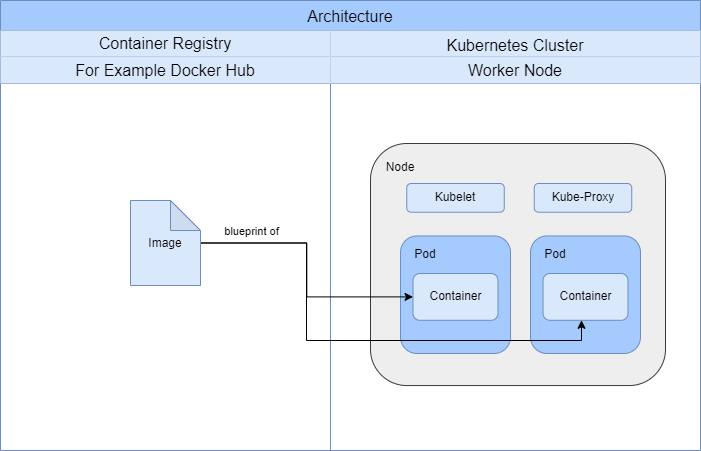 Architecture
Container Registry
Kubernetes Cluster
For Example Docker Hub
Worker Node
Node
Kubelet
Kube-Proxy
Image
blueprint of
Pod
Pod
Container
Container